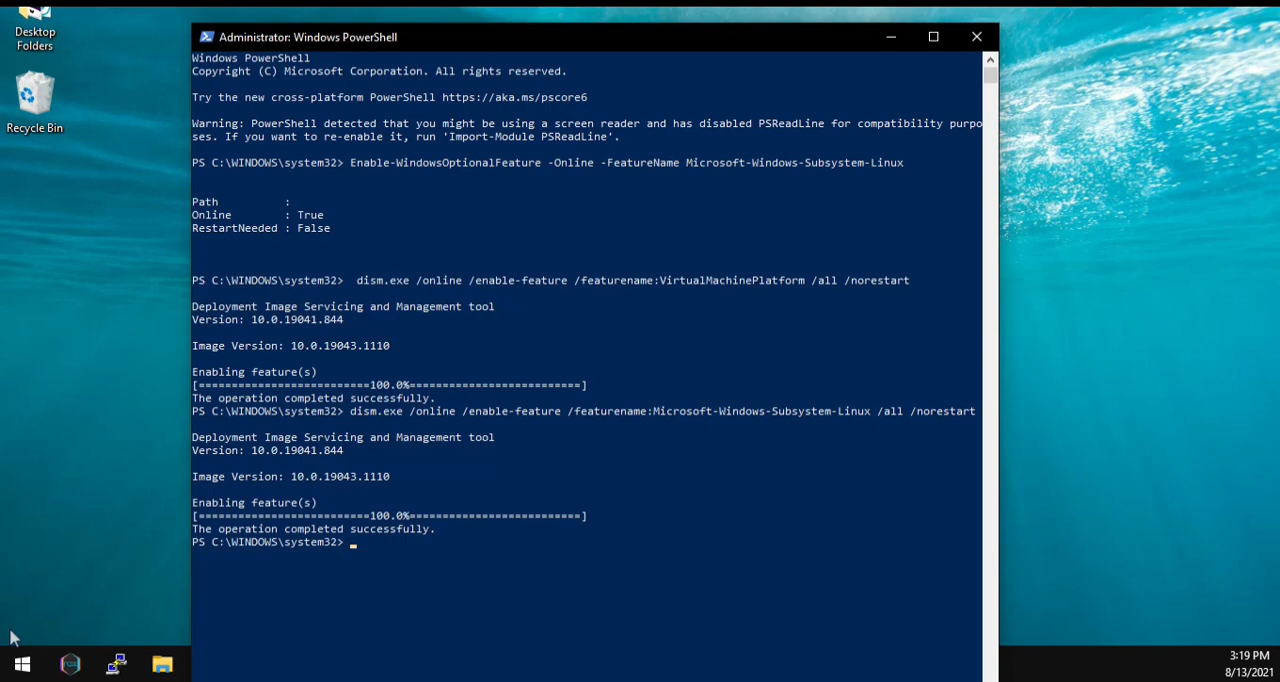 Desktop
Folders
Recycle Bin
Administrator: Windows PowerShell
Windows PowerShell
Copyright (C) Microsoft Corporation. All rights reserved.
Try the new cross-platform PowerShell https://aka.ms/pscore6
Warning: PowerShell detected that you might be using a screen reader and has disabled PSReadLine for compatibility purpo
ses. If you want to re-enable it, run 'Import-Module PSReadLine'.
PS C:\WINDOWS\system32> Enable-WindowsOptionalFeature -Online -FeatureName Microsoft-Windows-Subsystem-Linux
Path          :
Online        : True
RestartNeeded : False
PS C:\WINDOWS\system32>  dism.exe /online /enable-feature /featurename:VirtualMachinePlatform /all /norestart
Deployment Image Servicing and Management tool
Version: 10.0.19041.844
Image Version: 10.0.19043.1110
Enabling feature(s)
[==========================100.0%==========================]
The operation completed successfully.
PS C:\WINDOWS\system32> dism.exe /online /enable-feature /featurename:Microsoft-Windows-Subsystem-Linux /all /norestart
Deployment Image Servicing and Management tool
Version: 10.0.19041.844
Image Version: 10.0.19043.1110
Enabling feature(s)
[==========================100.0%==========================]
The operation completed successfully.
PS C:\WINDOWS\system32>
3:19 PM
8/13/2021